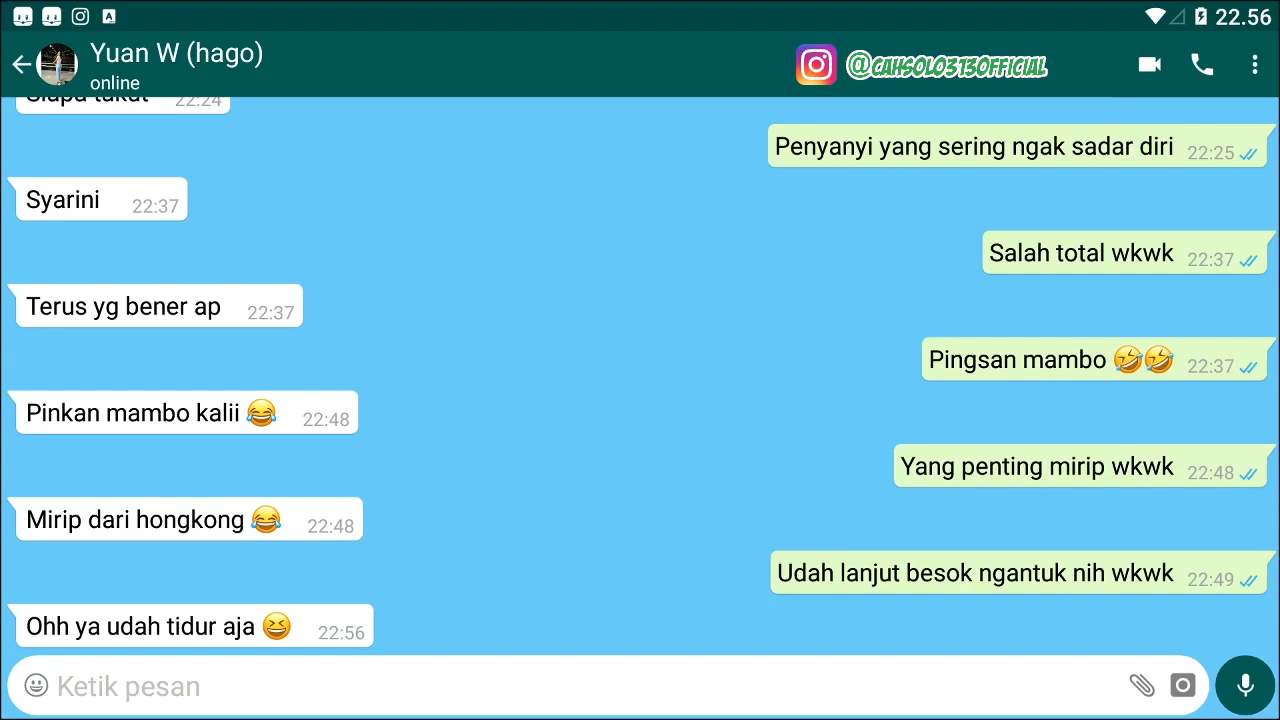 22.56
Yuan W (hago)
online
@CAHSOLO313OFFICIAL
Siapa takut 22:24
Penyanyi yang sering ngak sadar diri 22:25
Syarini 22:37
Salah total wkwk 22:37
Terus yg bener ap 22:37
Pingsan mambo 🤣🤣 22:37
Pinkan mambo kalii 😂 22:48
Yang penting mirip wkwk 22:48
Mirip dari hongkong 😂 22:48
Udah lanjut besok ngantuk nih wkwk 22:49
Ohh ya udah tidur aja 😆 22:56
Ketik pesan